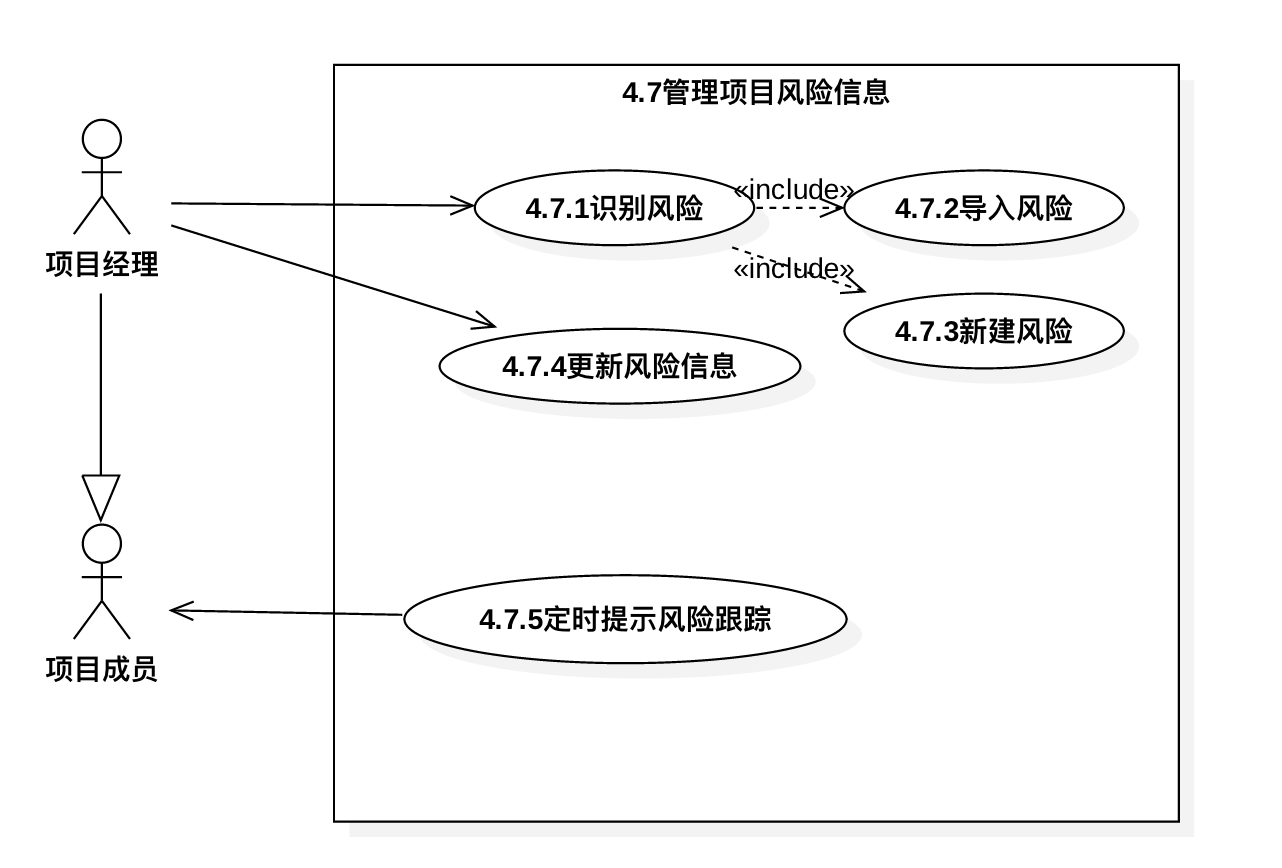 4.7管理项目风险信息
项目经理
4.7.1识别风险
«include»
4.7.2导入风险
«include»
4.7.3新建风险
4.7.4更新风险信息
4.7.5定时提示风险跟踪
项目成员